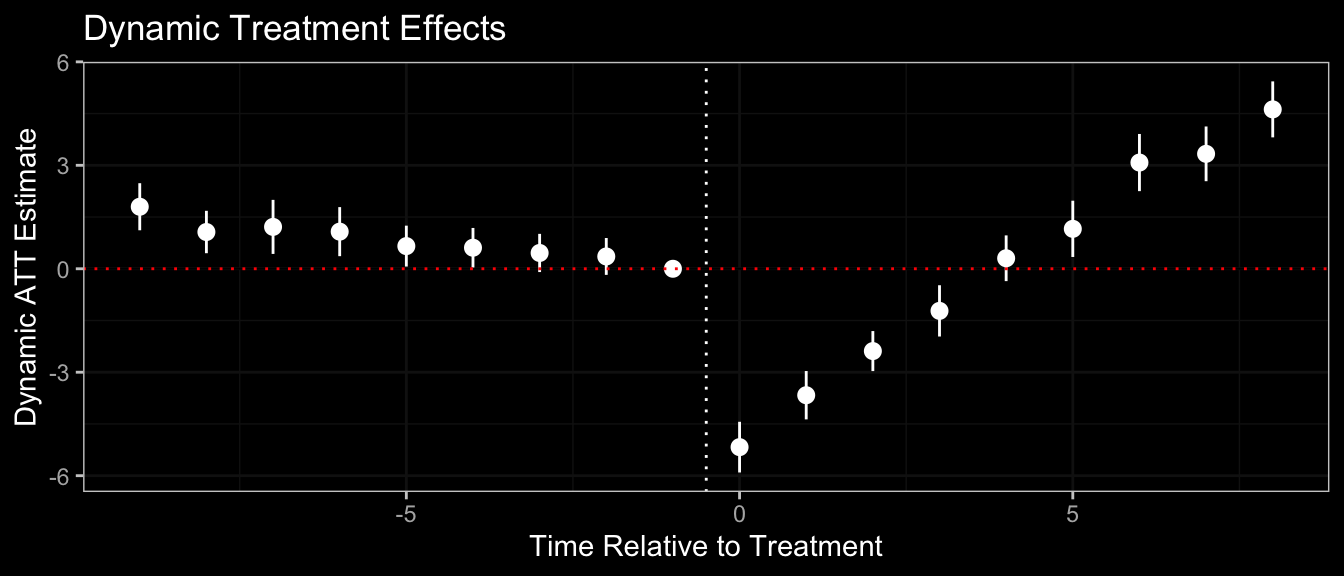 Dynamic Treatment Effects
Dynamic ATT Estimate
6
3
0
-3
-6
-5
0
5
Time Relative to Treatment